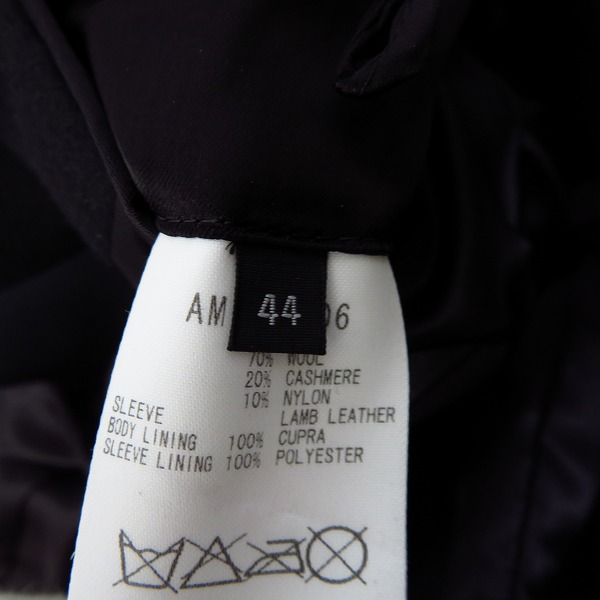 AM 44 06
70% WOOL
20% CASHMERE
10% NYLON
SLEEVE LAMB LEATHER
BODY LINING 100% CUPRA
SLEEVE LINING 100% POLYESTER